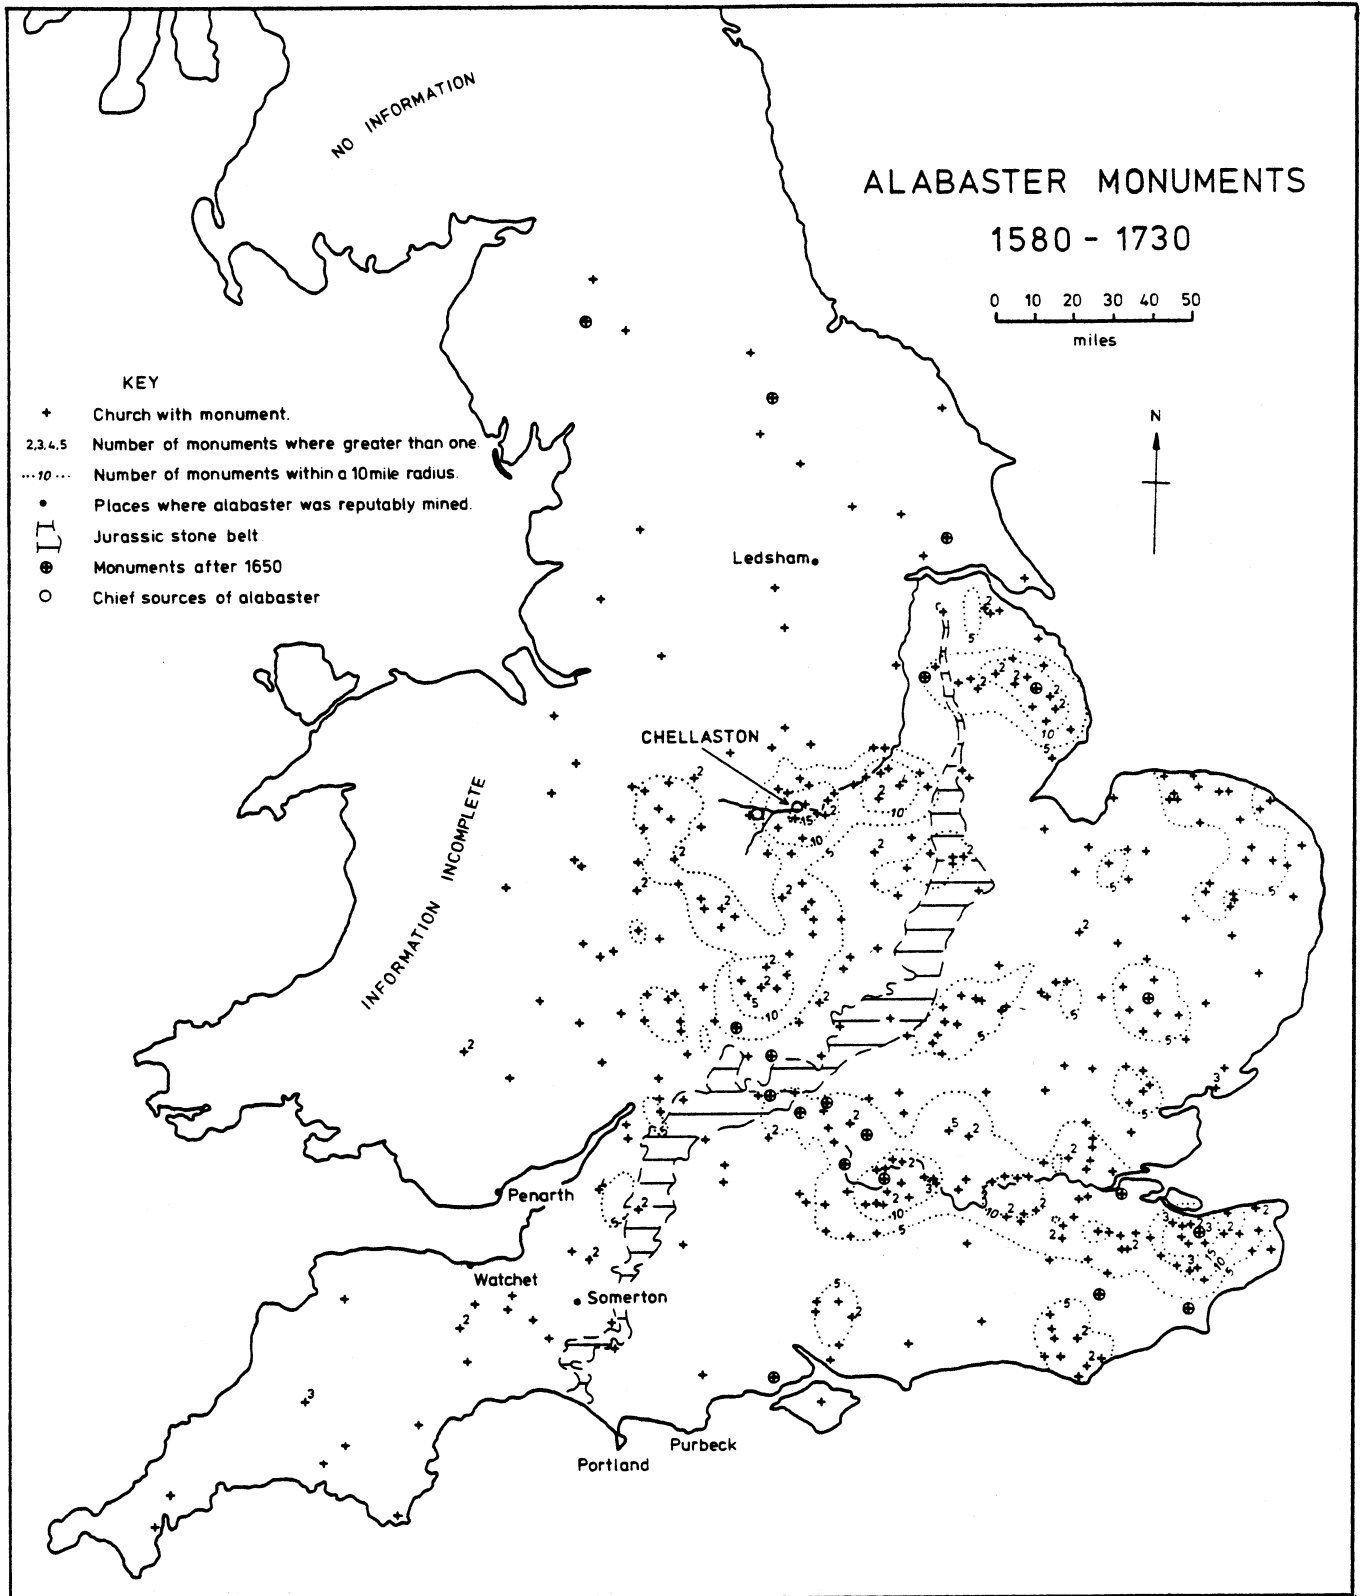 NO INFORMATION
ALABASTER MONUMENTS
1580 - 1730
0 10 20 30 40 50
miles
N
KEY
+ Church with monument.
2,3,4,5 Number of monuments where greater than one.
···10··· Number of monuments within a 10mile radius.
• Places where alabaster was reputably mined.
Jurassic stone belt
⊕ Monuments after 1650
○ Chief sources of alabaster
Ledsham
CHELLASTON
INFORMATION INCOMPLETE
Penarth
Watchet
Somerton
Purbeck
Portland